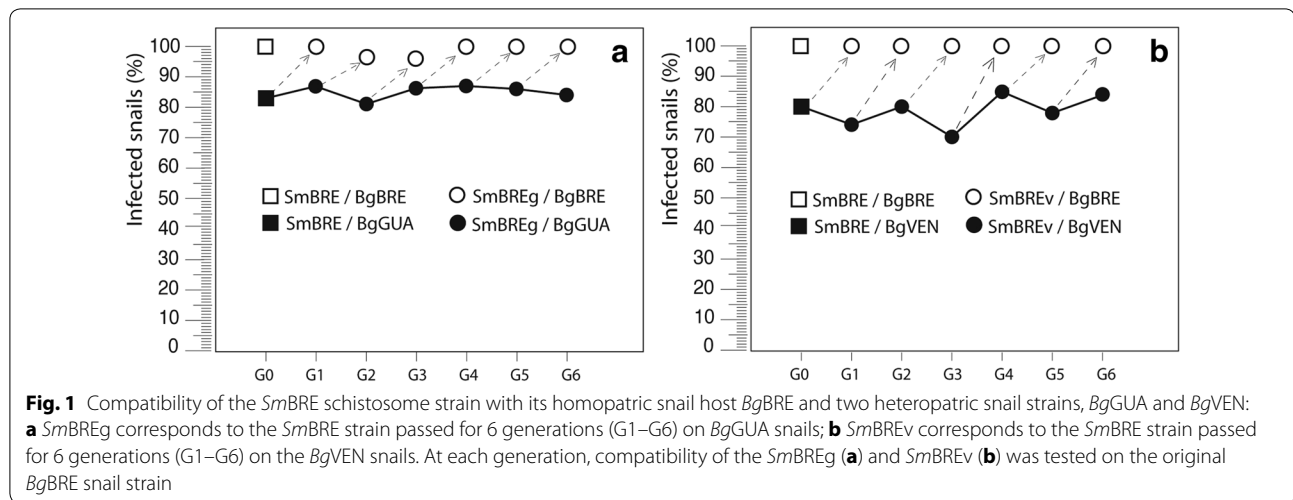 a
Infected snails (%)
100
90
80
70
60
50
40
30
20
10
0
SmBRE / BgBRE
SmBREg / BgBRE
SmBRE / BgGUA
SmBREg / BgGUA
G0 G1 G2 G3 G4 G5 G6
b
Infected snails (%)
100
90
80
70
60
50
40
30
20
10
0
SmBRE / BgBRE
SmBREv / BgBRE
SmBRE / BgVEN
SmBREv / BgVEN
G0 G1 G2 G3 G4 G5 G6
Fig. 1 Compatibility of the SmBRE schistosome strain with its homopatric snail host BgBRE and two heteropatric snail strains, BgGUA and BgVEN:
a SmBREg corresponds to the SmBRE strain passed for 6 generations (G1–G6) on BgGUA snails; b SmBREv corresponds to the SmBRE strain passed
for 6 generations (G1–G6) on the BgVEN snails. At each generation, compatibility of the SmBREg (a) and SmBREv (b) was tested on the original
BgBRE snail strain